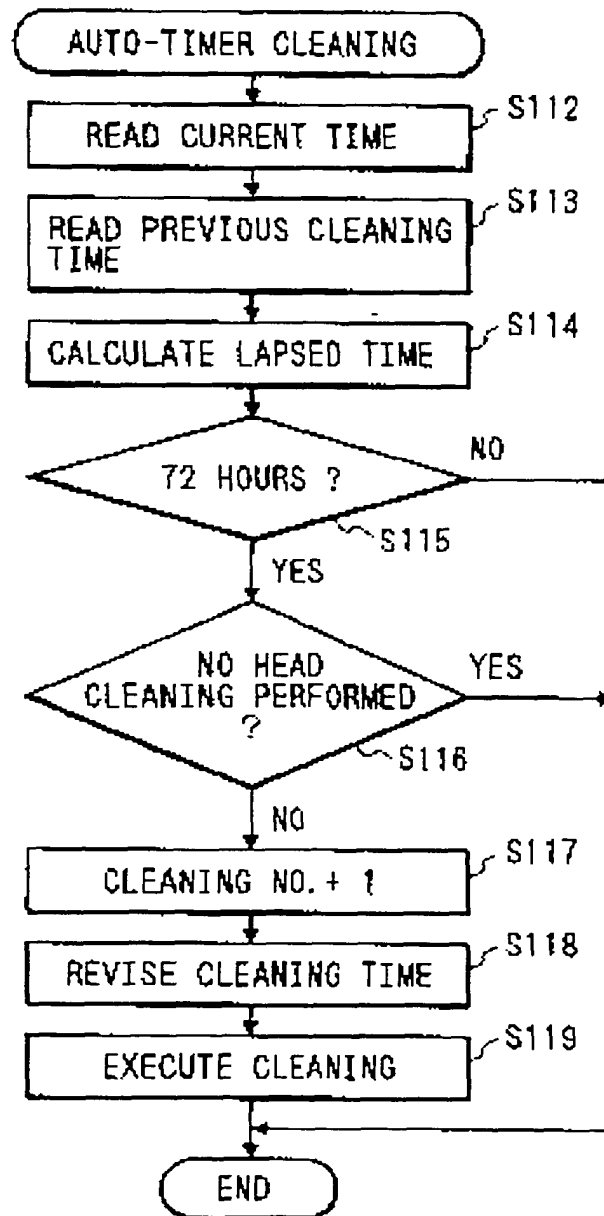 AUTO-TIMER CLEANING
READ CURRENT TIME
S112
READ PREVIOUS CLEANING
TIME
S113
CALCULATE LAPSED TIME
S114
72 HOURS ?
NO
S115
YES
NO HEAD
CLEANING PERFORMED
?
YES
S116
NO
CLEANING NO.+ 1
S117
REVISE CLEANING TIME
S118
EXECUTE CLEANING
S119
END